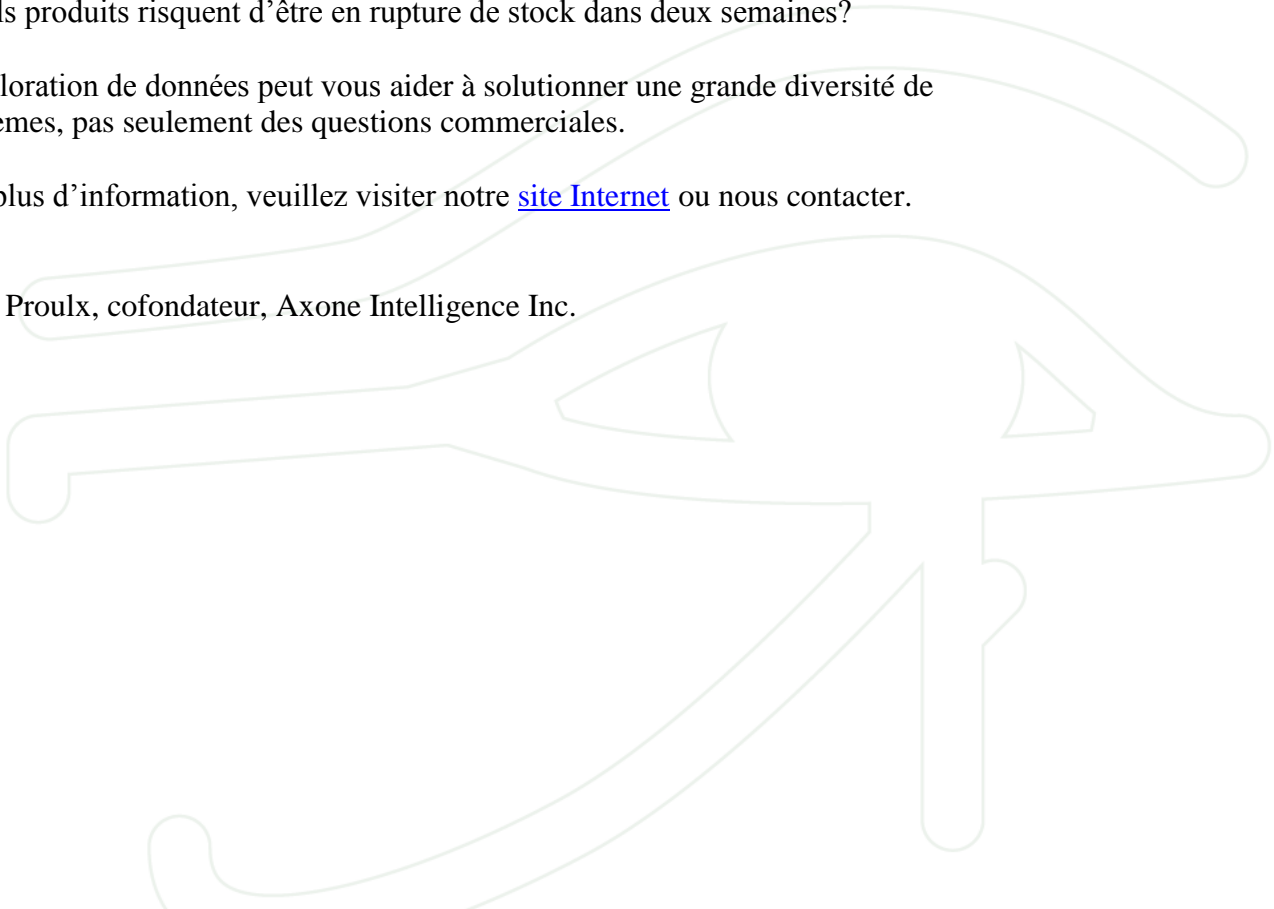 ls produits risquent d’être en rupture de stock dans deux semaines?
loration de données peut vous aider à solutionner une grande diversité de
èmes, pas seulement des questions commerciales.
plus d’information, veuillez visiter notre site Internet ou nous contacter.
Proulx, cofondateur, Axone Intelligence Inc.